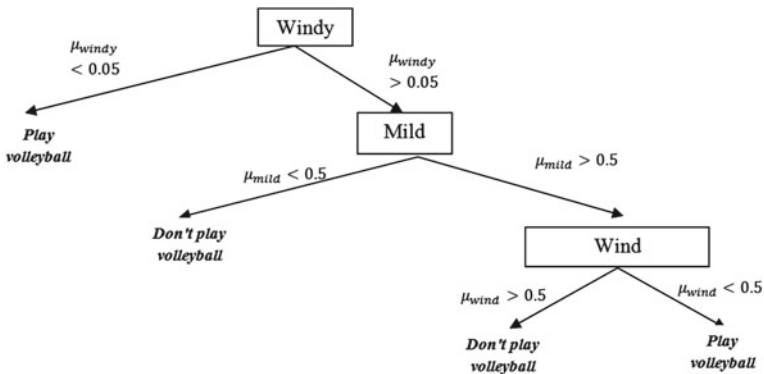 Windy
μwindy
< 0.05
μwindy
> 0.05
Play
volleyball
Mild
μmild < 0.5
μmild > 0.5
Don't play
volleyball
Wind
μwind > 0.5
μwind < 0.5
Don't play
volleyball
Play
volleyball